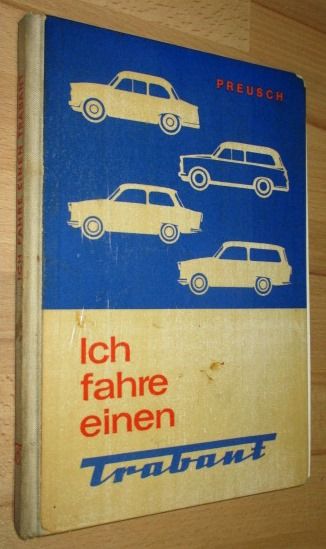 PREUSCH
Ich
fahre
einen
Trabant
ICH FAHRE EINEN TRABANT